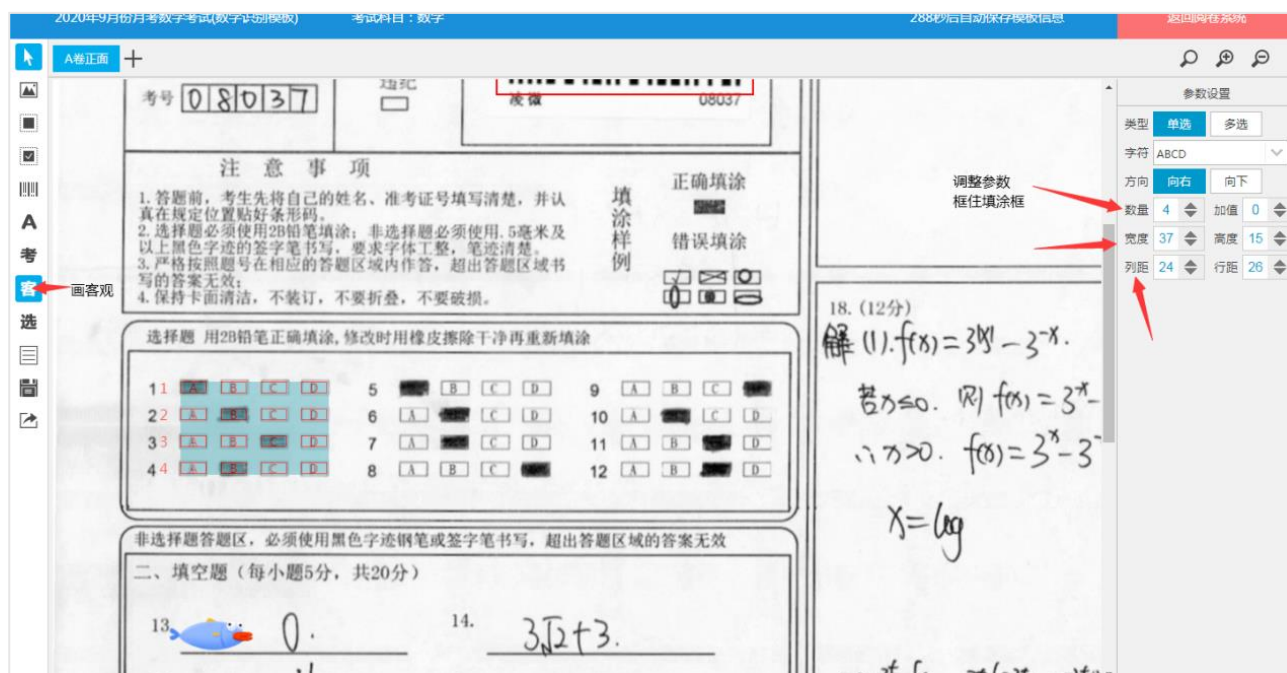 2020年9月份月考数学考试(数字识别模板) 考试科目：数字 288秒后自动保存模板信息 返回阅卷系统
A卷正面
参数设置
类型 单选 多选
字符 ABCD
方向 向右 向下
数量 4 加值 0
宽度 37 高度 15
列距 24 行距 26
调整参数
框住填涂框
A
考
客
选
画客观
考号 08037
违纪
凌微 08037
注意事项
1.答题前，考生先将自己的姓名、准考证号填写清楚，并认
真在规定位置贴好条形码。
2.选择题必须使用2B铅笔填涂；非选择题必须使用.5毫米及
以上黑色字迹的签字笔书写，要求字体工整，笔迹清楚。
3.严格按照题号在相应的答题区域内作答，超出答题区域书
写的答案无效；
4.保持卡面清洁，不装订，不要折叠，不要破损。
填涂样例
正确填涂
错误填涂
选择题 用2B铅笔正确填涂,修改时用橡皮擦除干净再重新填涂
1 1 A B C D 5 B C D 9 A B C
2 2 A B C D 6 A C D 10 A C D
3 3 A B C D 7 A C D 11 A B D
4 4 A B C D 8 A B C 12 A B D
非选择题答题区，必须使用黑色字迹钢笔或签字笔书写，超出答题区域的答案无效
二、填空题（每小题5分，共20分）
13. 0.
14. 3√2+3.
18.(12分)
解 (1).f(x)=3|x|-3-x.
若x≤0. 则 f(x)=3x-
∴x>0. f(x)=3x-3
x=log